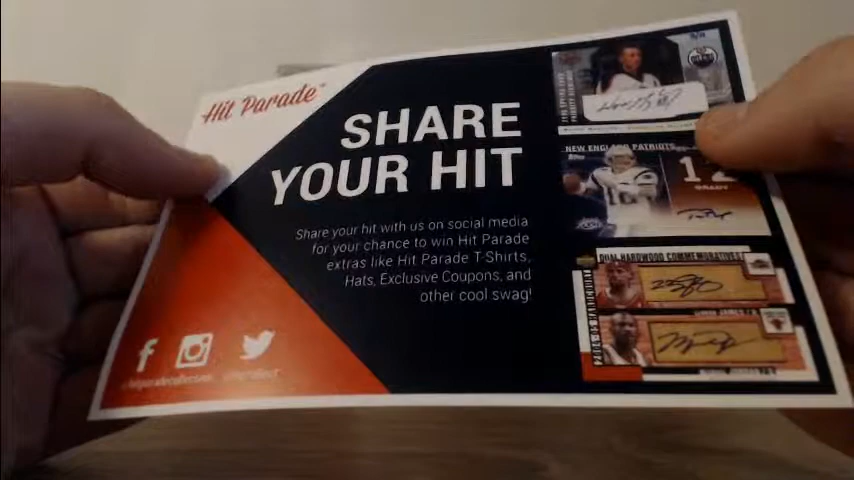 Hit Parade
SHARE
YOUR HIT
Share your hit with us on social media
for your chance to win Hit Parade
extras like Hit Parade T-Shirts,
Hats, Exclusive Coupons, and
other cool swag!
OILERS
NEW ENGLAND PATRIOTS
Topps
12
BRADY
DUAL HARDWOOD COMMEMORATIVES